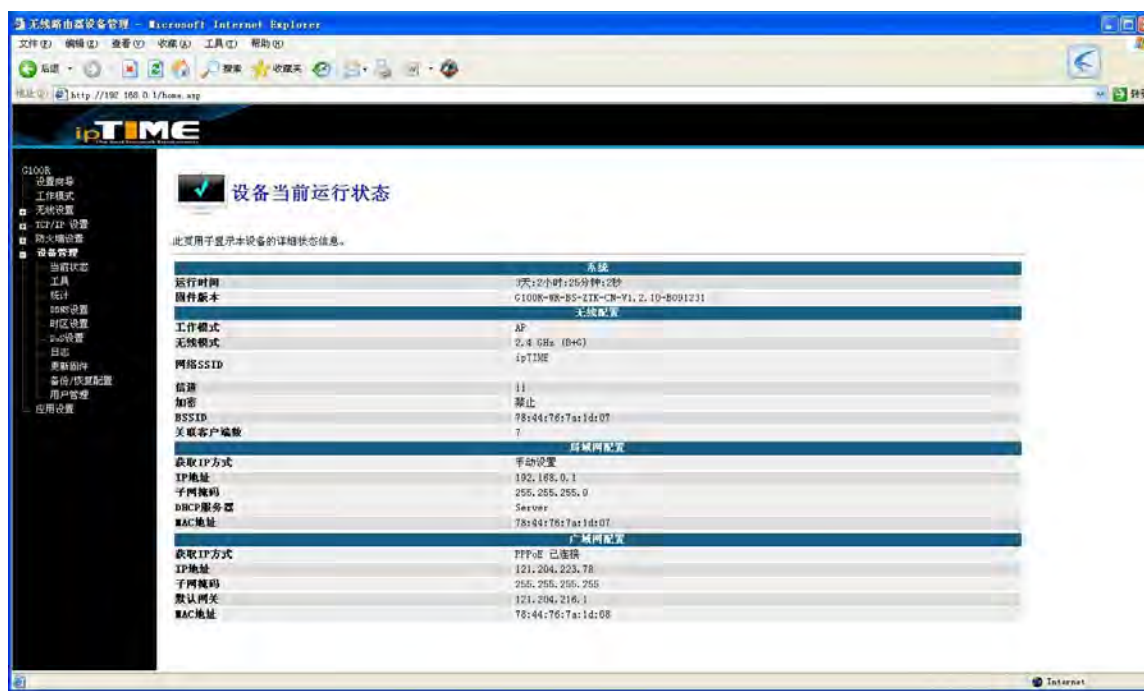 无线路由器设备管理 - Microsoft Internet Explorer
文件(F) 编辑(E) 查看(V) 收藏(A) 工具(T) 帮助(H)
后退 搜索 收藏夹
地址(D) http://192.168.0.1/home.asp
ipTIME
G100R
设置向导
工作模式
无线设置
TCP/IP 设置
防火墙设置
设备管理
当前状态
工具
统计
DDNS设置
时区设置
DoS设置
日志
更新固件
备份/恢复配置
用户管理
应用设置
设备当前运行状态
此页用于显示本设备的详细状态信息。
系统
运行时间 3天:2小时:25分钟:2秒
固件版本 G100R-WR-BS-ZTK-CN-V1.2.10-B091231
无线配置
工作模式 AP
无线模式 2.4 GHz (B+G)
网络SSID ipTIME
信道 11
加密 禁止
BSSID 78:44:76:7a:1d:07
关联客户端数 7
局域网配置
获取IP方式 手动设置
IP地址 192.168.0.1
子网掩码 255.255.255.0
DHCP服务器 Server
MAC地址 78:44:76:7a:1d:07
广域网配置
获取IP方式 PPPoE 已连接
IP地址 121.204.223.78
子网掩码 255.255.255.255
默认网关 121.204.216.1
MAC地址 78:44:76:7a:1d:08
Internet